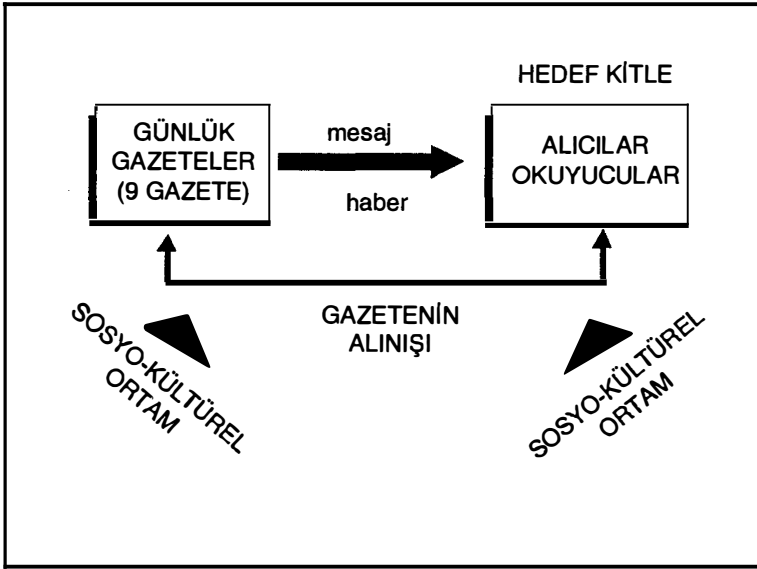 HEDEF KİTLE
GÜNLÜK
GAZETELER
(9 GAZETE)
mesaj
haber
ALICILAR
OKUYUCULAR
GAZETENİN
ALINIŞI
SOSYO-KÜLTÜREL
ORTAM
SOSYO-KÜLTÜREL
ORTAM